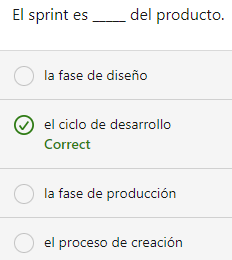 El sprint es _____ del producto.
la fase de diseño
el ciclo de desarrollo
Correct
la fase de producción
el proceso de creación